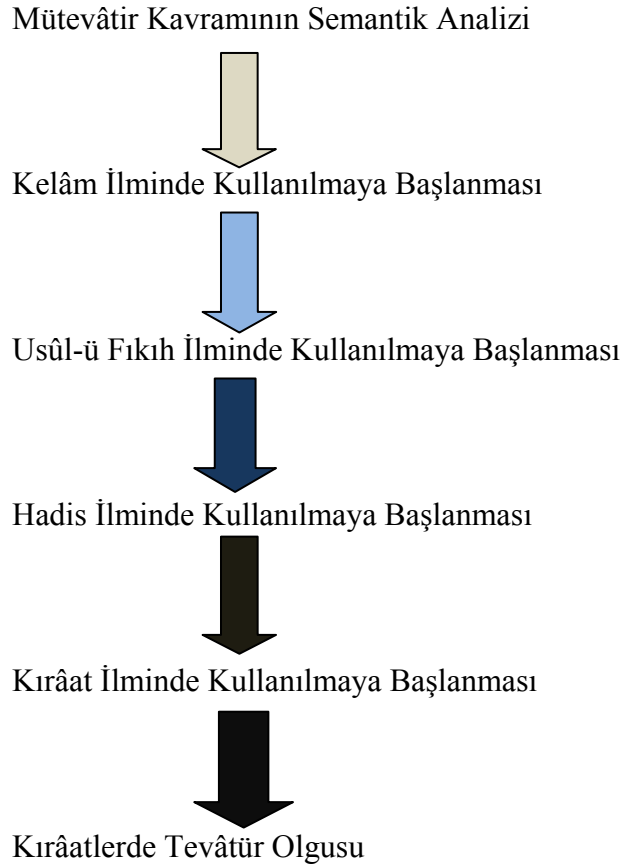 Mütevâtir Kavramının Semantik Analizi
Kelâm İlminde Kullanılmaya Başlanması
Usûl-ü Fıkıh İlminde Kullanılmaya Başlanması
Hadis İlminde Kullanılmaya Başlanması
Kırâat İlminde Kullanılmaya Başlanması
Kırâatlerde Tevâtür Olgusu